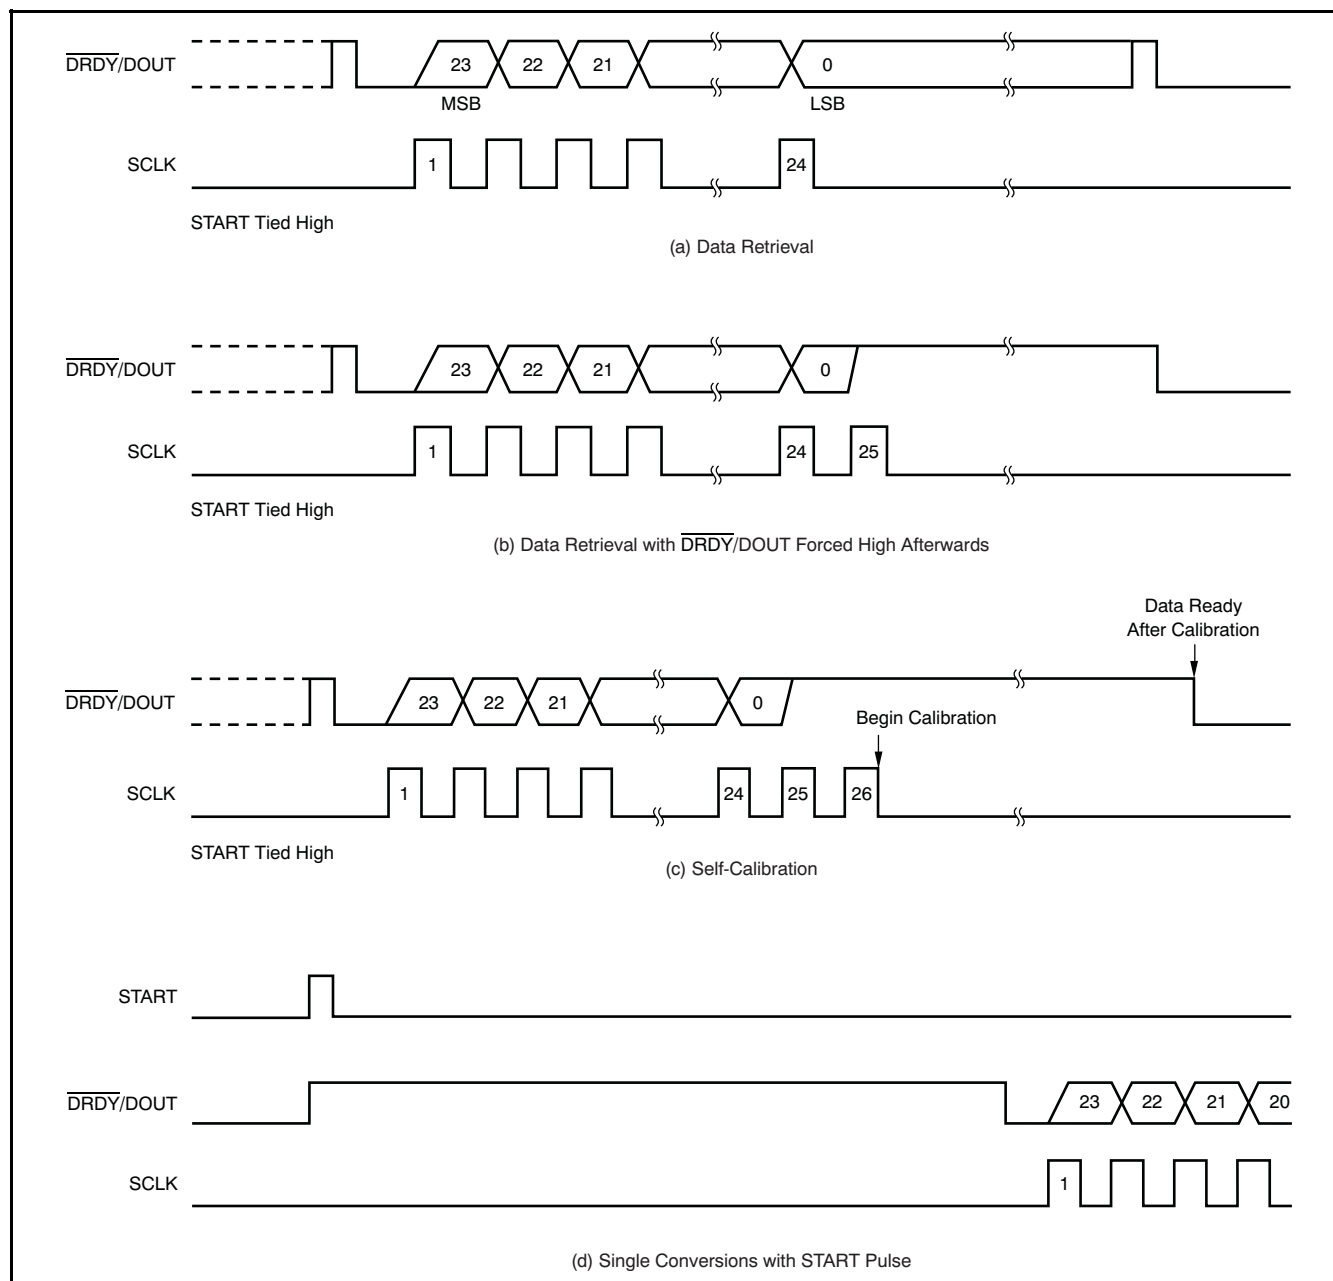 DRDY/DOUT
23 22 21 0
MSB LSB
SCLK
1 24
START Tied High
(a) Data Retrieval
DRDY/DOUT
23 22 21 0
SCLK
1 24 25
START Tied High
(b) Data Retrieval with DRDY/DOUT Forced High Afterwards
Data Ready
After Calibration
DRDY/DOUT
23 22 21 0
Begin Calibration
SCLK
1 24 25 26
START Tied High
(c) Self-Calibration
START
DRDY/DOUT
23 22 21 20
SCLK
1
(d) Single Conversions with START Pulse